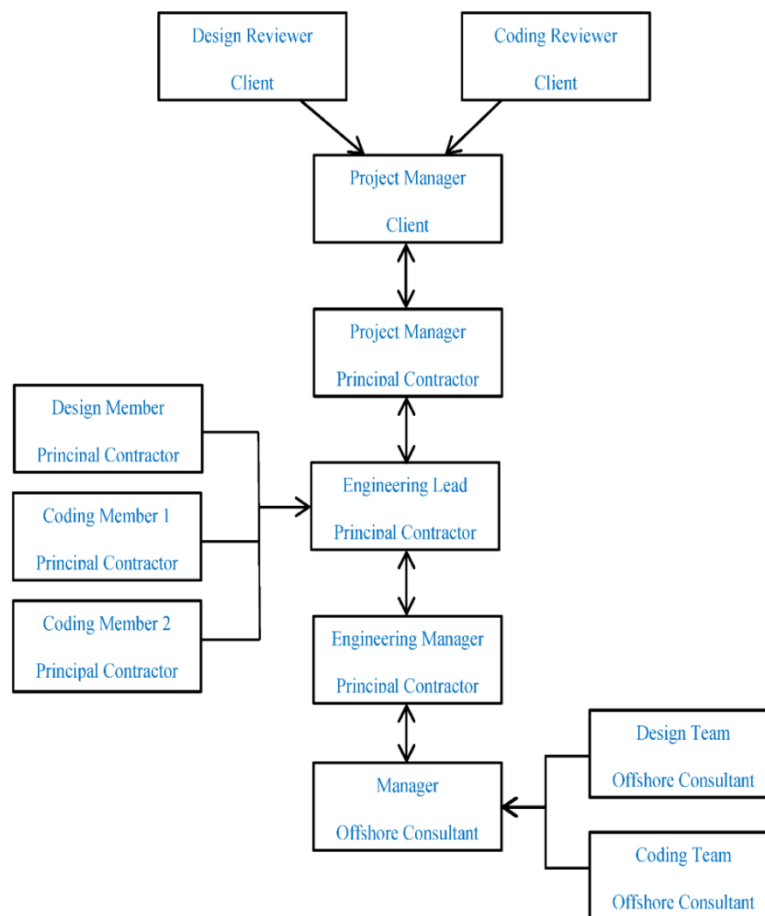 Design Reviewer
Client
Coding Reviewer
Client
Project Manager
Client
Project Manager
Principal Contractor
Design Member
Principal Contractor
Coding Member 1
Principal Contractor
Coding Member 2
Principal Contractor
Engineering Lead
Principal Contractor
Engineering Manager
Principal Contractor
Manager
Offshore Consultant
Design Team
Offshore Consultant
Coding Team
Offshore Consultant